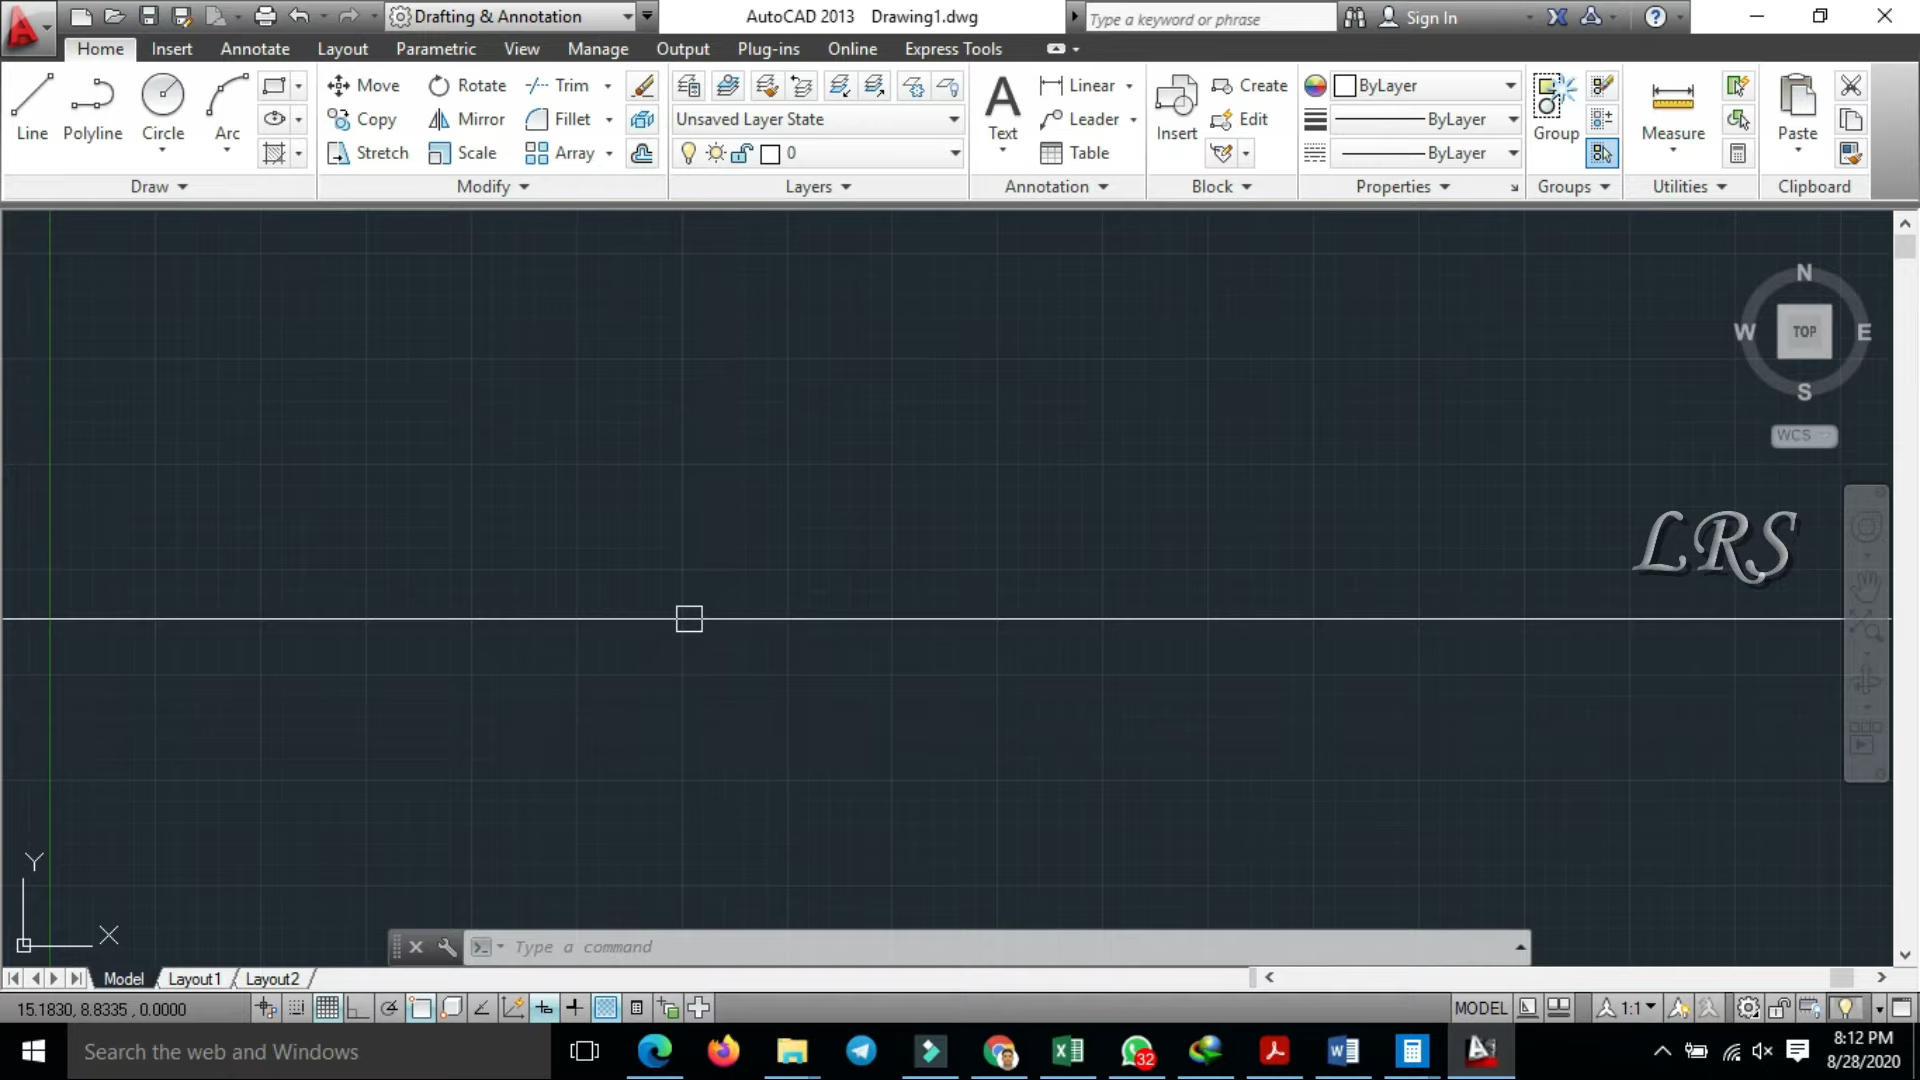 Drafting & Annotation
AutoCAD 2013 Drawing1.dwg
Type a keyword or phrase
Sign In
Home Insert Annotate Layout Parametric View Manage Output Plug-ins Online Express Tools
Line Polyline Circle Arc
Move Rotate Trim
Copy Mirror Fillet
Stretch Scale Array
Unsaved Layer State
0
Text
Linear
Leader
Table
Insert
Create
Edit
ByLayer
ByLayer
ByLayer
Group
Measure
Paste
Draw Modify Layers Annotation Block Properties Groups Utilities Clipboard
N
W TOP E
S
WCS
LRS
Y
X
Type a command
Model Layout1 Layout2
15.1830, 8.8335 , 0.0000
MODEL
1:1
Search the web and Windows
32
8:12 PM
8/28/2020